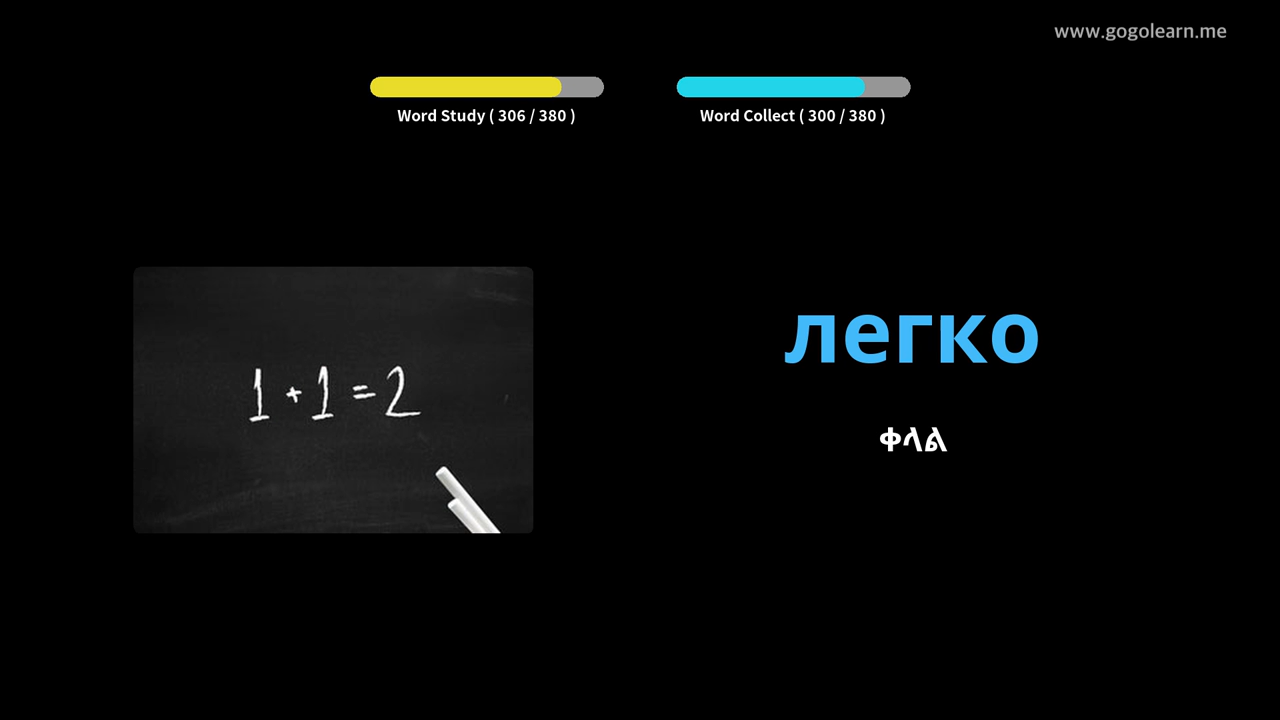 www.gogolearn.me
Word Study ( 306 / 380 )
Word Collect ( 300 / 380 )
1 + 1 = 2
легко
ቀላል